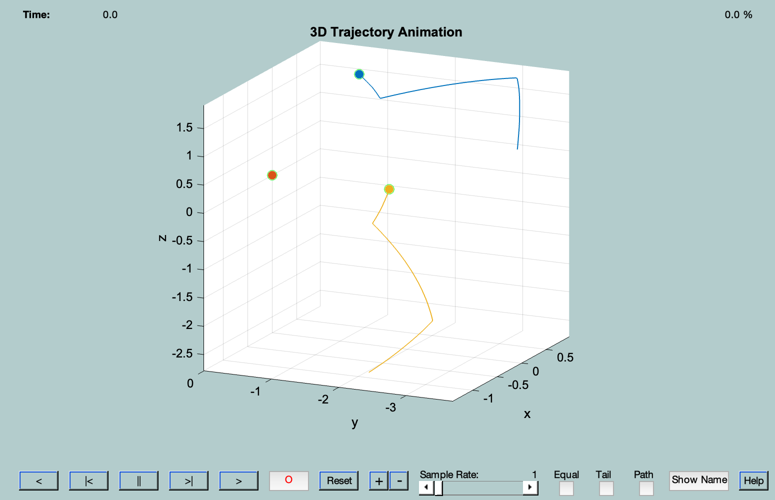 Time: 0.0 0.0 %
3D Trajectory Animation
1.5
1
0.5
0
-0.5
-1
-1.5
-2
-2.5
z
0
-1
-2
-3
y
-1
-0.5
0
0.5
x
< |< || >| > O Reset + - Sample Rate: 1 Equal Tail Path Show Name Help